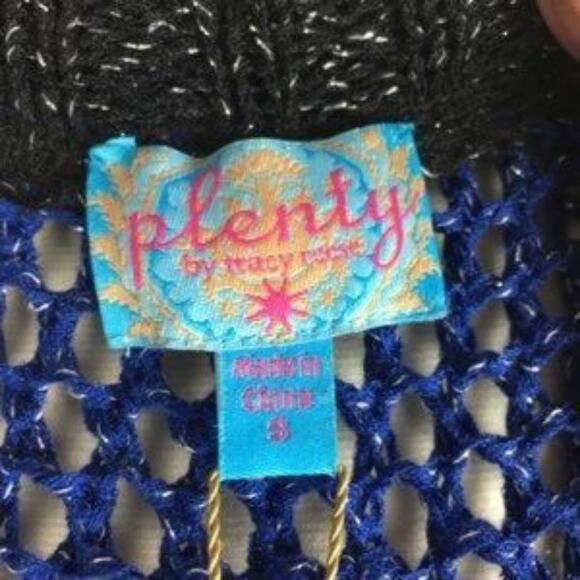 plenty
by tracy reese
made in
China
S